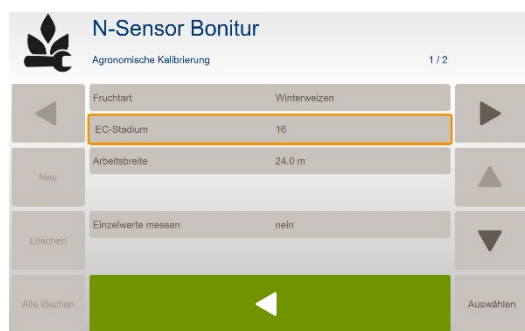 N-Sensor Bonitur
Agronomische Kalibrierung 1 / 2
Fruchtart Winterweizen
EC-Stadium 16
Arbeitsbreite 24.0 m
Neu
Einzelwerte messen nein
Löschen
Alle löschen Auswählen